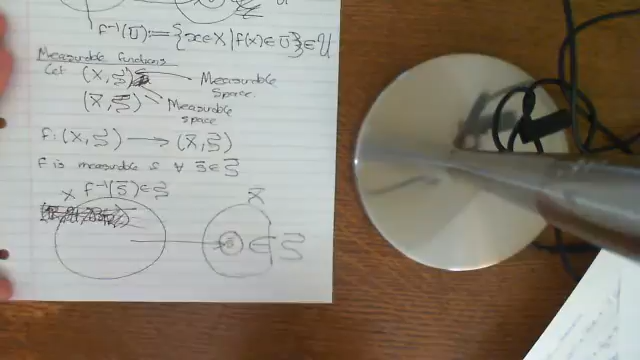 f⁻¹(Ū) := {x∈X | f(x)∈Ū}∈U
Measurable functions
Let (X, Σ) Measurable Space.
(X̄, Σ̄) Measurable space
f: (X, Σ) → (X̄, Σ̄)
f is measurable if ∀ S̄ ∈ Σ̄
f⁻¹(S̄) ∈ Σ
X
X̄
S̄ ∈ Σ̄